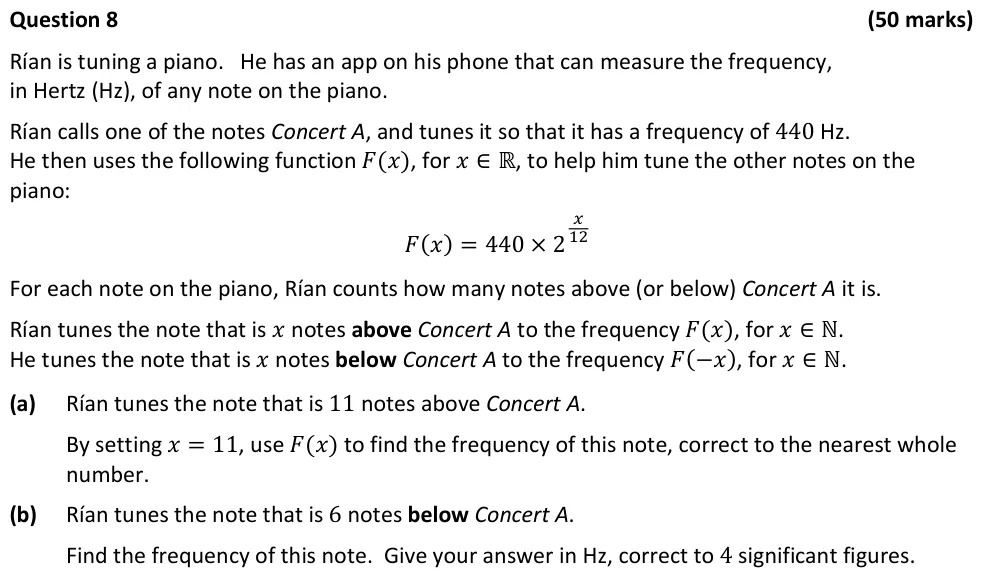 Question 8 (50 marks)
Rían is tuning a piano. He has an app on his phone that can measure the frequency,
in Hertz (Hz), of any note on the piano.
Rían calls one of the notes Concert A, and tunes it so that it has a frequency of 440 Hz.
He then uses the following function F(x), for x ∈ ℝ, to help him tune the other notes on the
piano:
F(x) = 440 × 2^(x/12)
For each note on the piano, Rían counts how many notes above (or below) Concert A it is.
Rían tunes the note that is x notes above Concert A to the frequency F(x), for x ∈ ℕ.
He tunes the note that is x notes below Concert A to the frequency F(−x), for x ∈ ℕ.
(a) Rían tunes the note that is 11 notes above Concert A.
By setting x = 11, use F(x) to find the frequency of this note, correct to the nearest whole
number.
(b) Rían tunes the note that is 6 notes below Concert A.
Find the frequency of this note. Give your answer in Hz, correct to 4 significant figures.